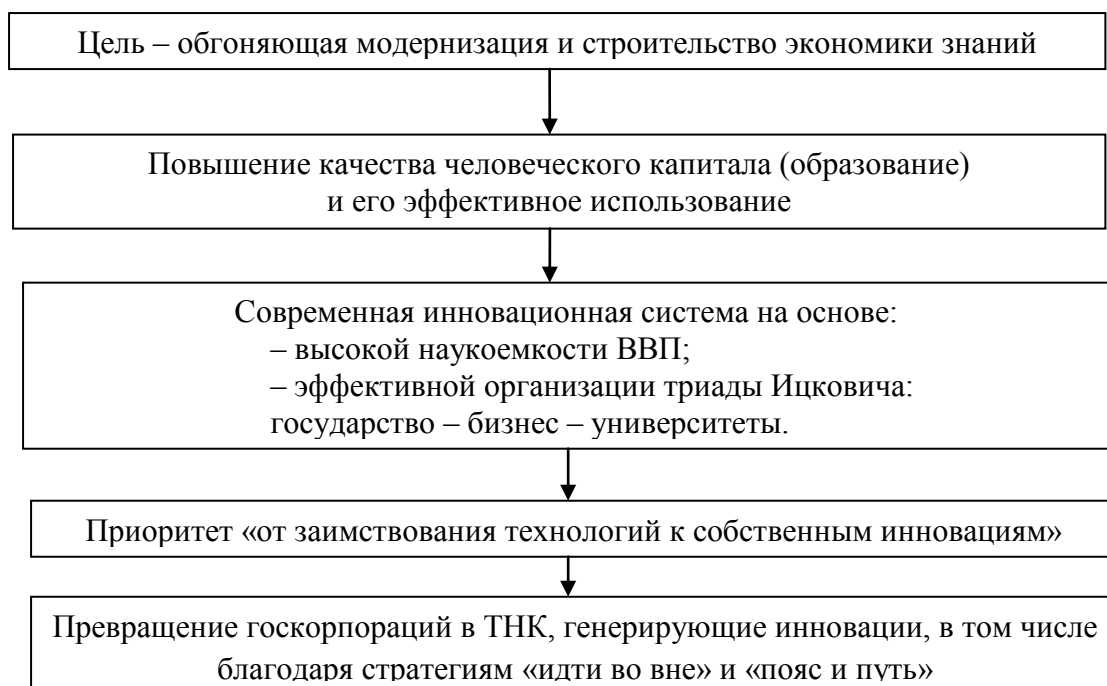 Цель – обгоняющая модернизация и строительство экономики знаний
Повышение качества человеческого капитала (образование)
и его эффективное использование
Современная инновационная система на основе:
– высокой наукоемкости ВВП;
– эффективной организации триады Ицковича:
государство – бизнес – университеты.
Приоритет «от заимствования технологий к собственным инновациям»
Превращение госкорпораций в ТНК, генерирующие инновации, в том числе
благодаря стратегиям «идти во вне» и «пояс и путь»